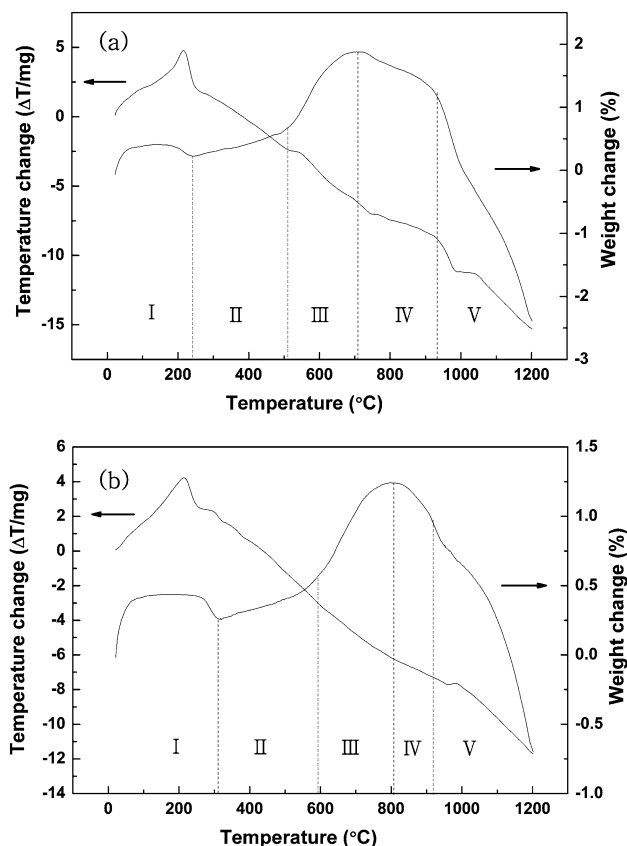 (a)
5
0
-5
-10
-15
Temperature change (ΔT/mg)
2
1
0
-1
-2
-3
Weight change (%)
I II III IV V
0 200 400 600 800 1000 1200
Temperature (°C)
(b)
6
4
2
0
-2
-4
-6
-8
-10
-12
-14
Temperature change (ΔT/mg)
1.5
1.0
0.5
0.0
-0.5
-1.0
Weight change (%)
I II III IV V
0 200 400 600 800 1000 1200
Temperature (°C)